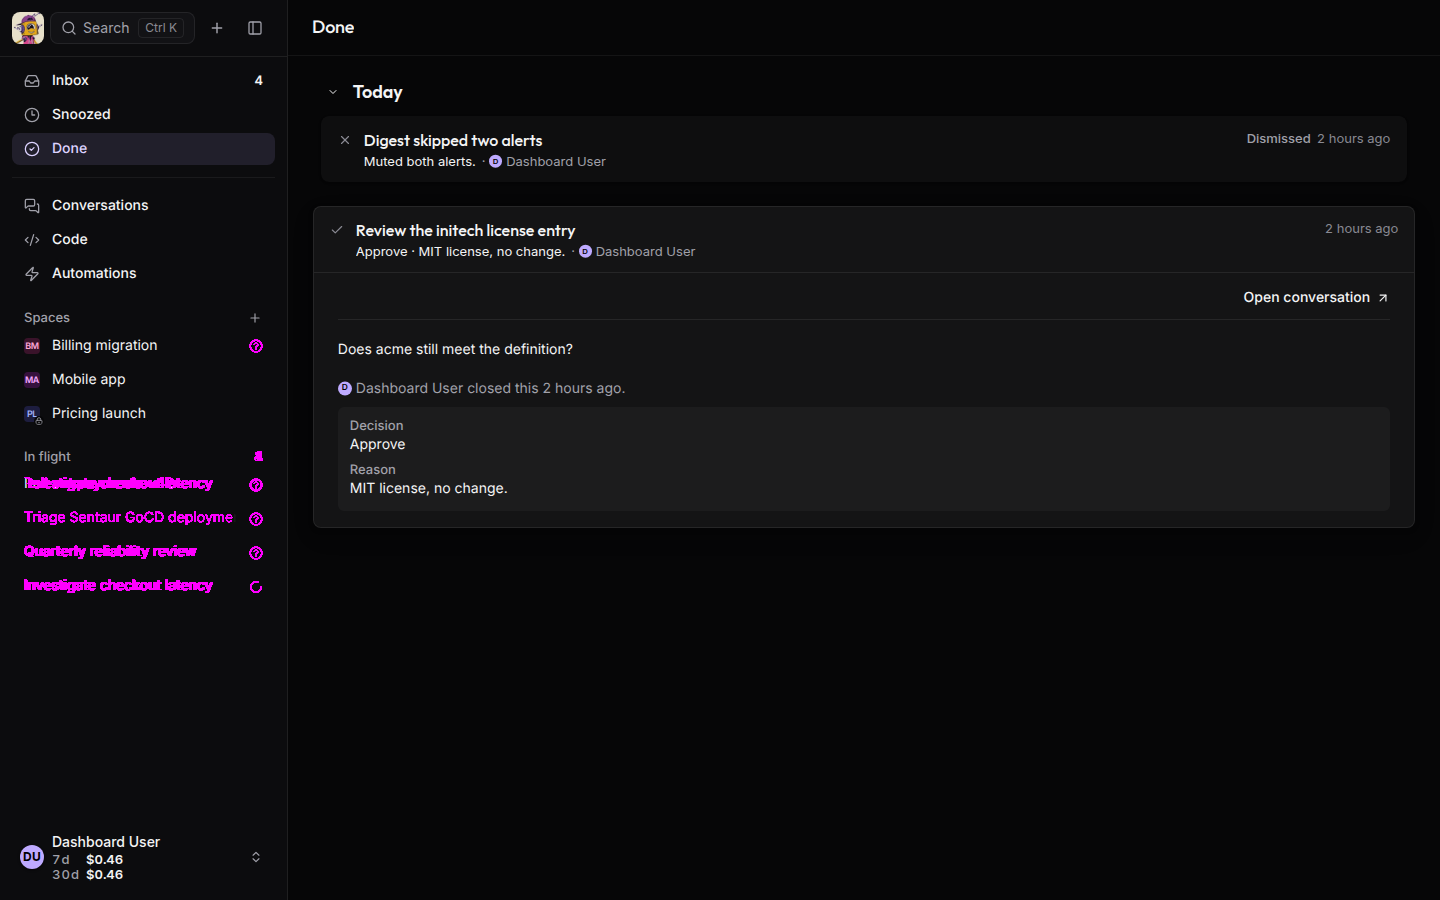 Search Ctrl K
Inbox 4
Snoozed
Done
Conversations
Code
Automations
Spaces
BM Billing migration
MA Mobile app
PL Pricing launch
In flight
Triage Sentaur GoCD deployme
Quarterly reliability review
Investigate checkout latency
DU Dashboard User
7d $0.46
30d $0.46
Done
Today
Digest skipped two alerts
Dismissed 2 hours ago
Muted both alerts. · D Dashboard User
Review the initech license entry
2 hours ago
Approve · MIT license, no change. · D Dashboard User
Open conversation
Does acme still meet the definition?
D Dashboard User closed this 2 hours ago.
Decision
Approve
Reason
MIT license, no change.